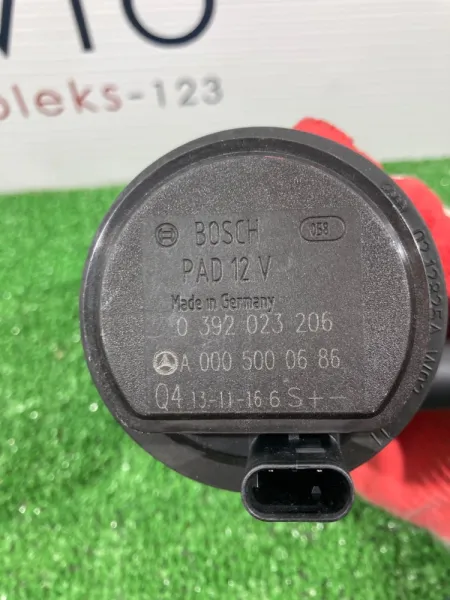 oleks-123
BOSCH 058
PAD 12 V
Made in Germany
0 392 023 206
A 000 500 06 86
Q4 13-11-16 6 S + -